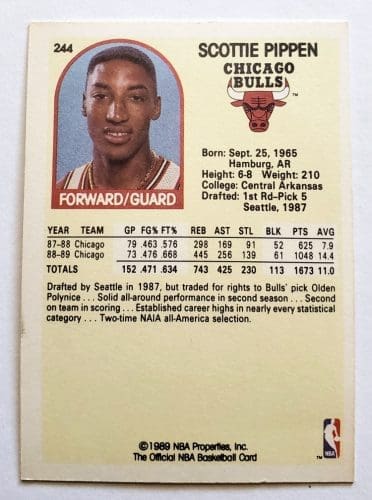 244
SCOTTIE PIPPEN
CHICAGO
BULLS
TM
Born: Sept. 25, 1965
Hamburg, AR
Height: 6-8 Weight: 210
College: Central Arkansas
Drafted: 1st Rd-Pick 5
Seattle, 1987
FORWARD/GUARD
YEAR TEAM GP FG% FT% REB AST STL BLK PTS AVG
87-88 Chicago 79 .463 .576 298 169 91 52 625 7.9
88-89 Chicago 73 .476 .668 445 256 139 61 1048 14.4
TOTALS 152 .471 .634 743 425 230 113 1673 11.0
Drafted by Seattle in 1987, but traded for rights to Bulls' pick Olden
Polynice . . . Solid all-around performance in second season . . . Second
on team in scoring . . . Established career highs in nearly every statistical
category . . . Two-time NAIA all-America selection.
©1989 NBA Properties, Inc.
The Official NBA Basketball Card
TM
NBA